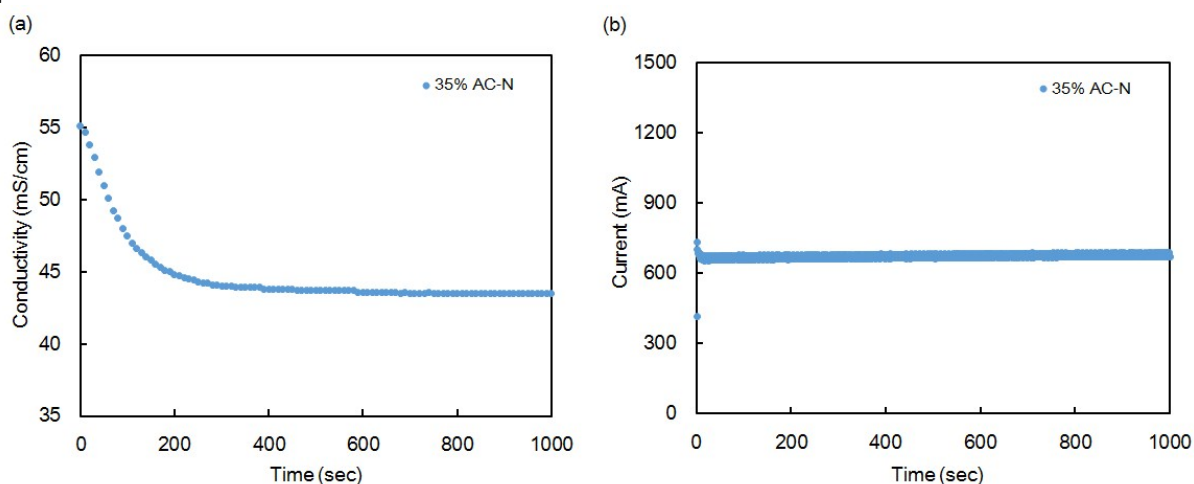 (a)
60
55
50
45
40
35
Conductivity (mS/cm)
35% AC-N
0 200 400 600 800 1000
Time (sec)
(b)
1500
1200
900
600
300
0
Current (mA)
35% AC-N
0 200 400 600 800 1000
Time (sec)